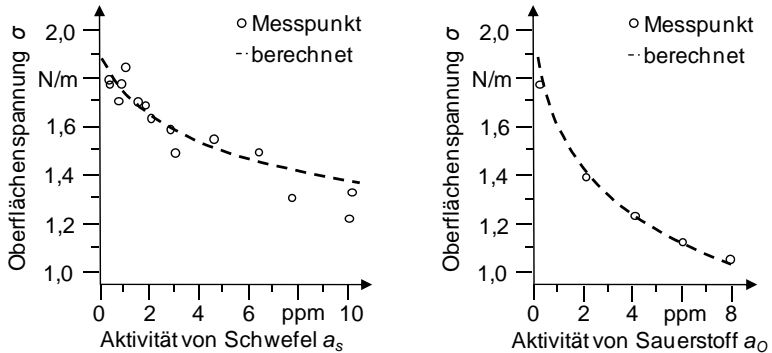 Oberflächenspannung σ
2,0
N/m
1,6
1,4
1,2
1,0
Messpunkt
berechnet
0 2 4 6 ppm 10
Aktivität von Schwefel a_s
Oberflächenspannung σ
2,0
N/m
1,6
1,4
1,2
1,0
Messpunkt
berechnet
0 2 4 ppm 8
Aktivität von Sauerstoff a_O